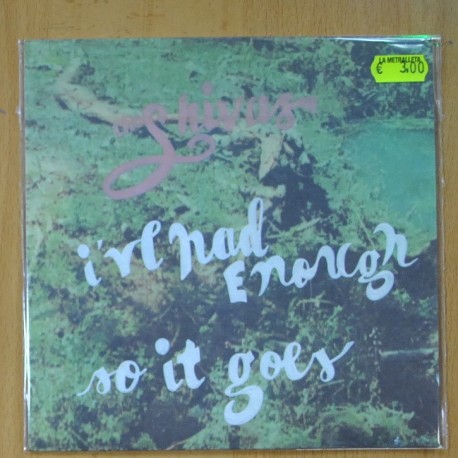 LA METRALLETA
€ 3,00
Shivas
i've had
Enough
so it goes